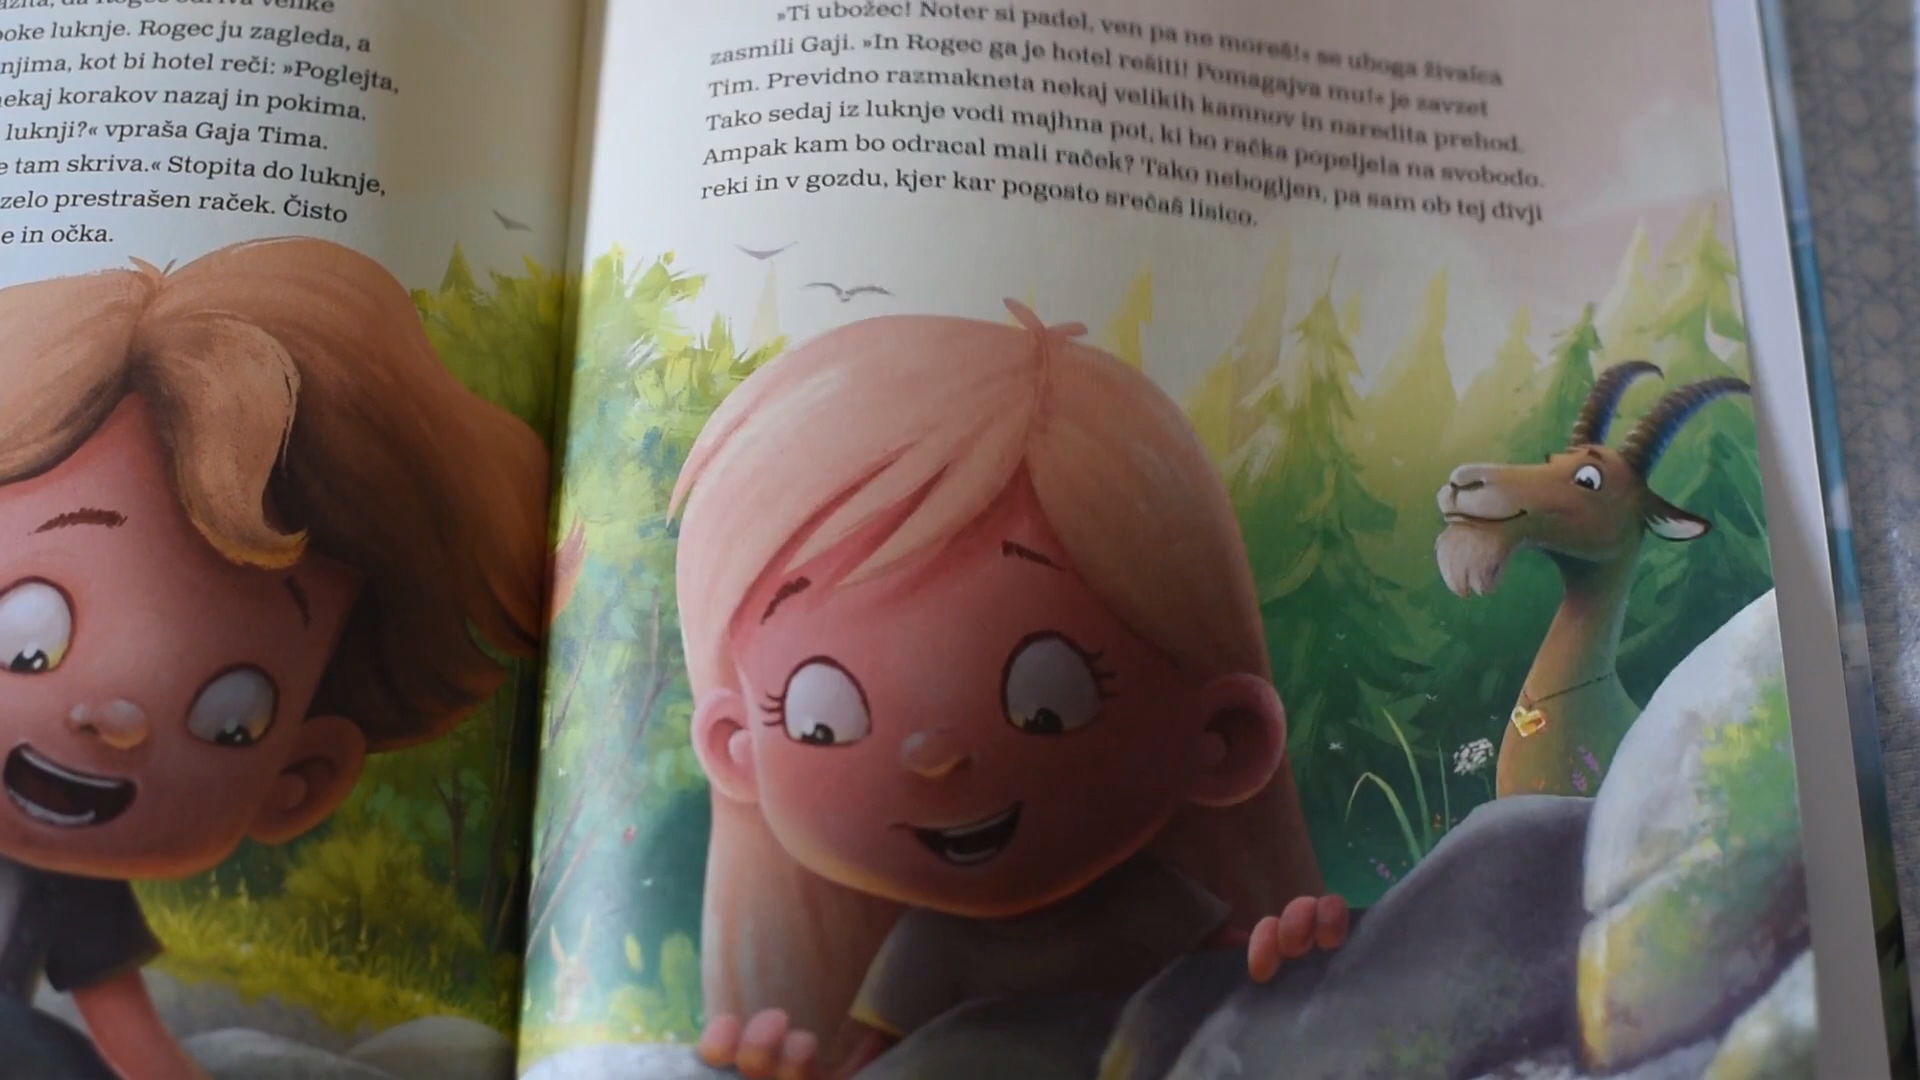 velike
oke luknje. Rogec ju zagleda, a
njima, kot bi hotel reči: »Poglejta,
nekaj korakov nazaj in pokima.
luknji?« vpraša Gaja Tima.
e tam skriva.« Stopita do luknje,
zelo prestrašen raček. Čisto
e in očka.
»Ti ubožec! Noter si padel, ven pa ne moreš!« se uboga živalca
zasmili Gaji. »In Rogec ga je hotel rešiti! Pomagajva mu!« je zavzet
Tim. Previdno razmakneta nekaj velikih kamnov in naredita prehod.
Tako sedaj iz luknje vodi majhna pot, ki bo račka popeljela na svobodo.
Ampak kam bo odracal mali raček? Tako nebogljen, pa sam ob tej divji
reki in v gozdu, kjer kar pogosto srečaš lisico.